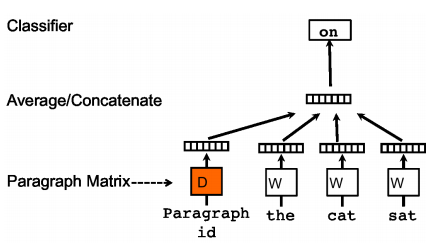 Classifier
on
Average/Concatenate
Paragraph Matrix----->
D
W
W
W
Paragraph
id
the
cat
sat